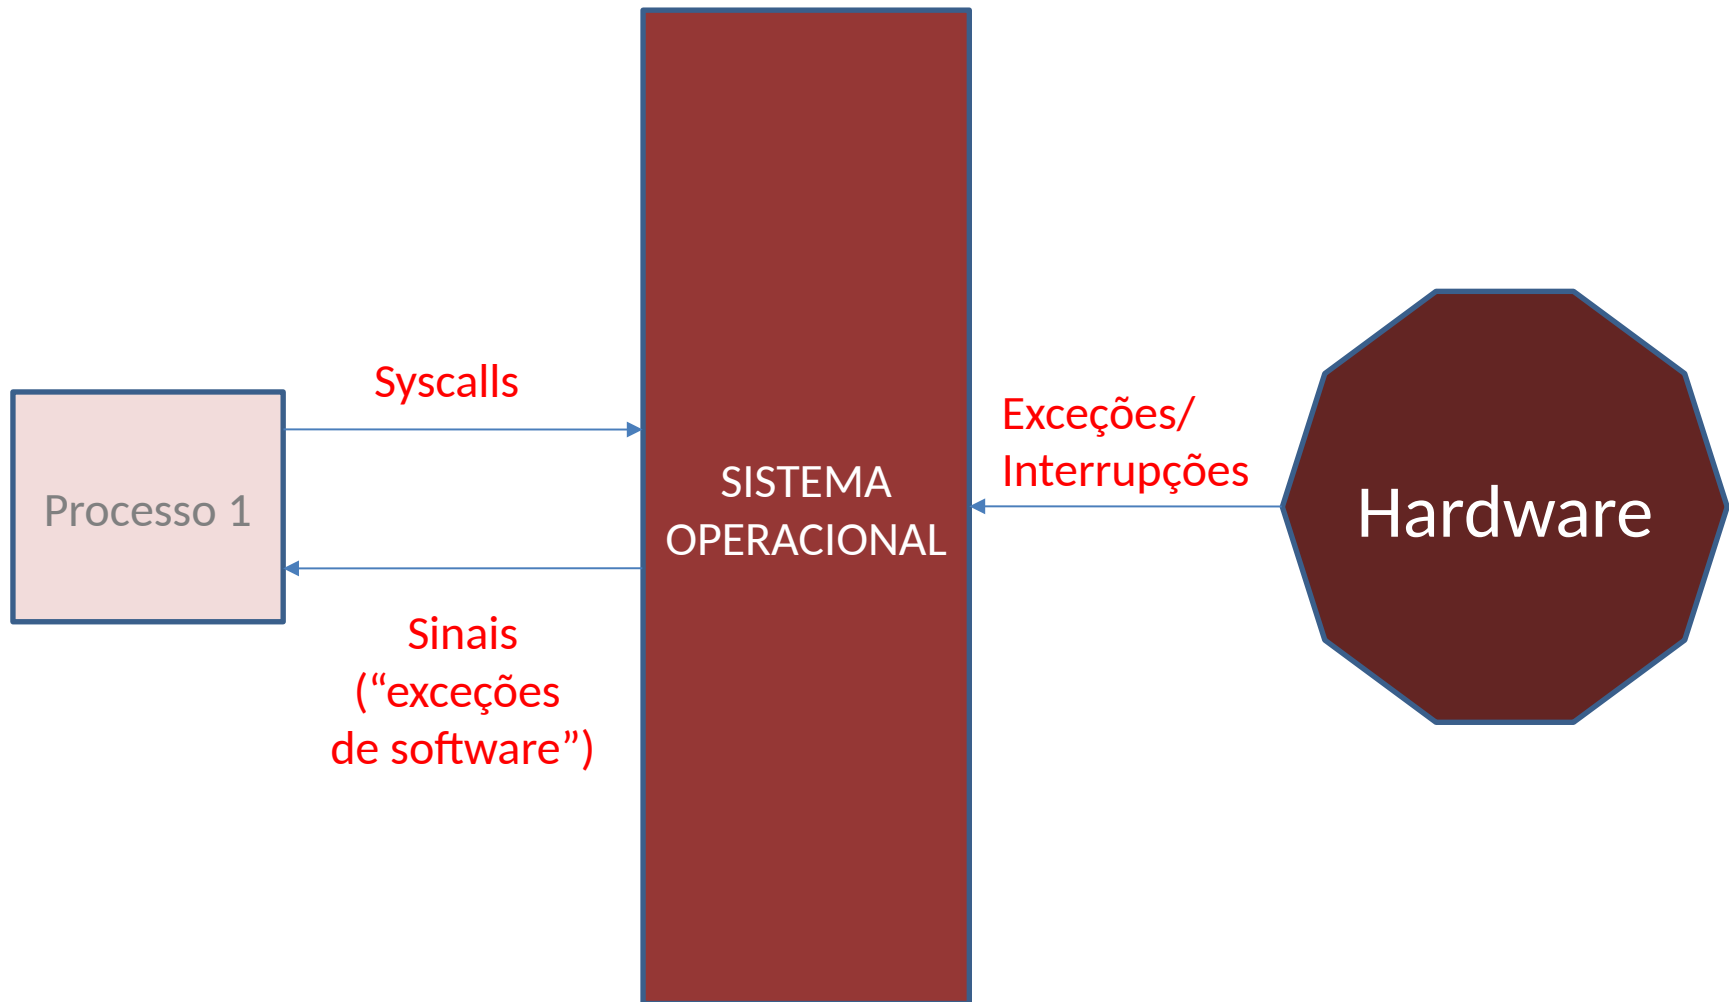 Syscalls
Processo 1
Sinais
(“exceções
de software”)
SISTEMA
OPERACIONAL
Exceções/
Interrupções
Hardware